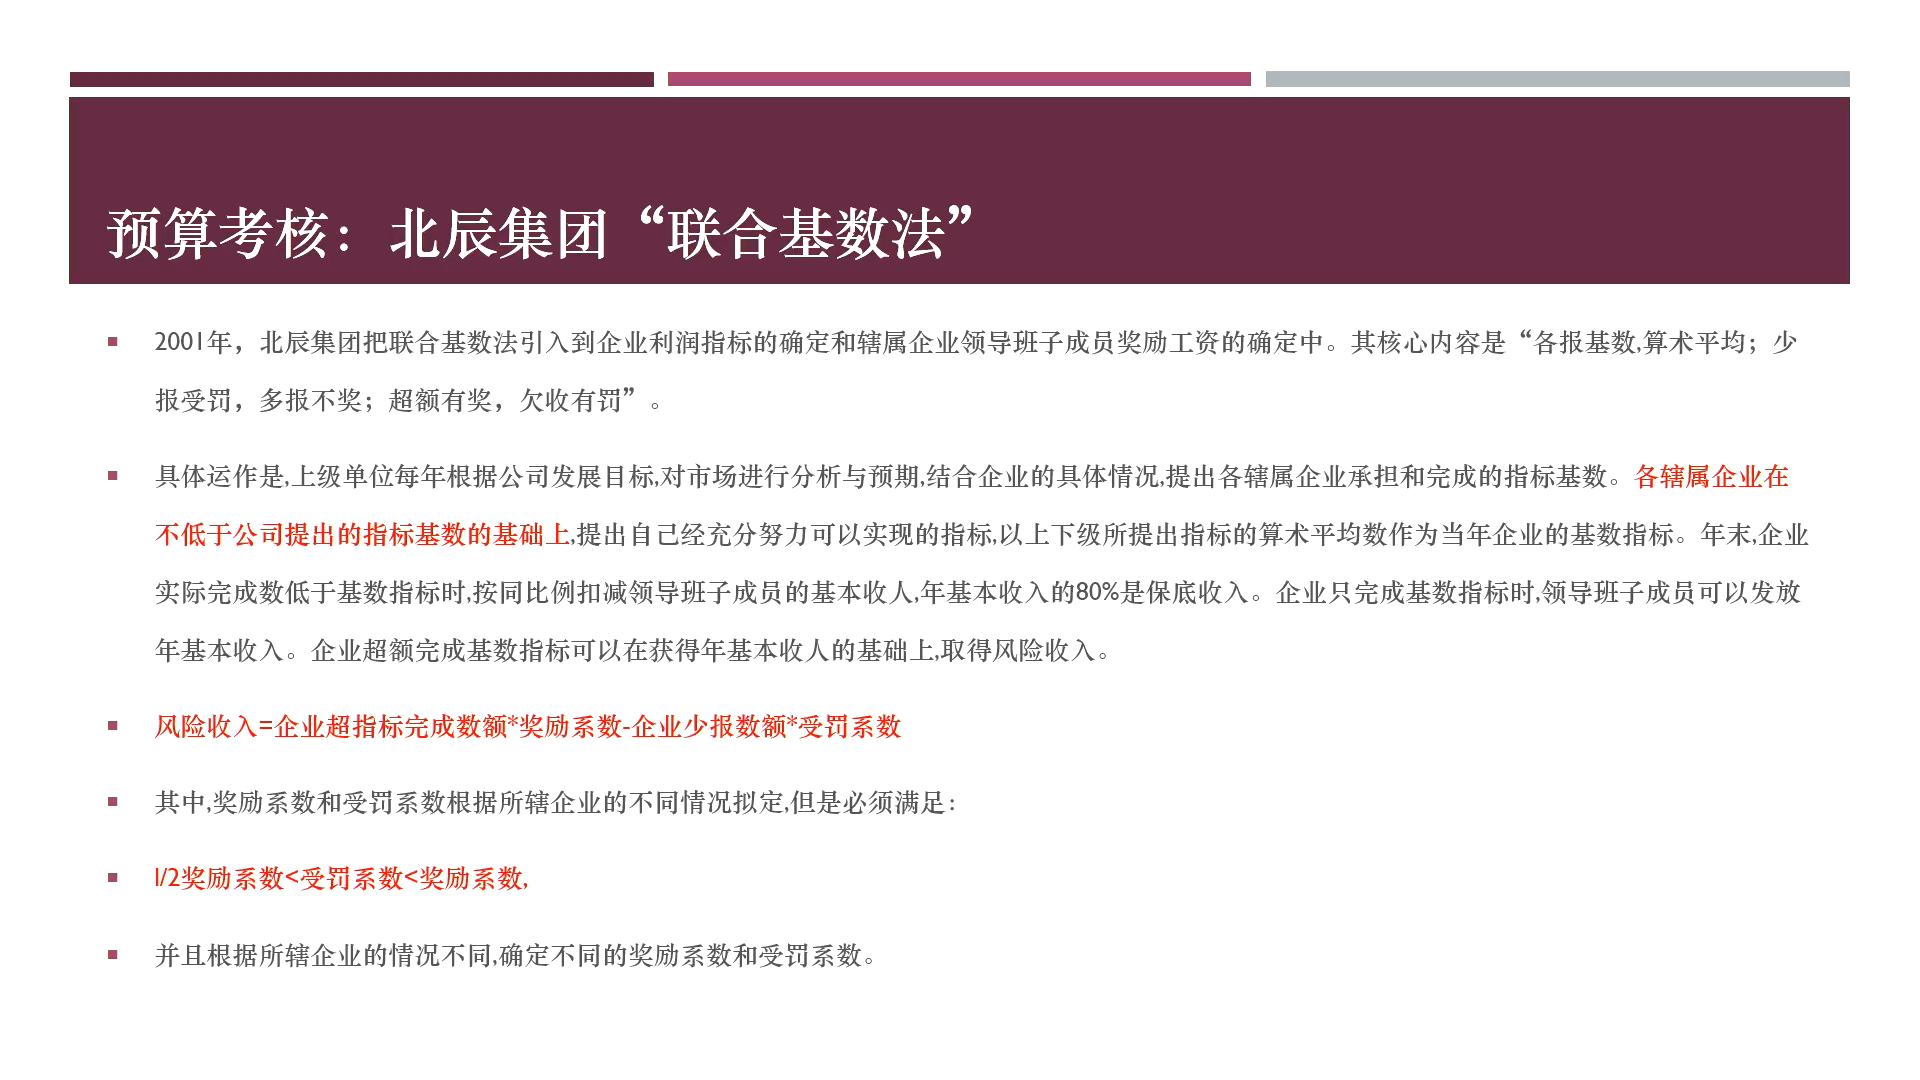 预算考核：北辰集团“联合基数法”
2001年，北辰集团把联合基数法引入到企业利润指标的确定和辖属企业领导班子成员奖励工资的确定中。其核心内容是“各报基数,算术平均；少
报受罚，多报不奖；超额有奖，欠收有罚”。
具体运作是,上级单位每年根据公司发展目标,对市场进行分析与预期,结合企业的具体情况,提出各辖属企业承担和完成的指标基数。各辖属企业在
不低于公司提出的指标基数的基础上,提出自己经充分努力可以实现的指标,以上下级所提出指标的算术平均数作为当年企业的基数指标。年末,企业
实际完成数低于基数指标时,按同比例扣减领导班子成员的基本收人,年基本收入的80%是保底收入。企业只完成基数指标时,领导班子成员可以发放
年基本收入。企业超额完成基数指标可以在获得年基本收人的基础上,取得风险收入。
风险收入=企业超指标完成数额*奖励系数-企业少报数额*受罚系数
其中,奖励系数和受罚系数根据所辖企业的不同情况拟定,但是必须满足：
1/2奖励系数<受罚系数<奖励系数,
并且根据所辖企业的情况不同,确定不同的奖励系数和受罚系数。